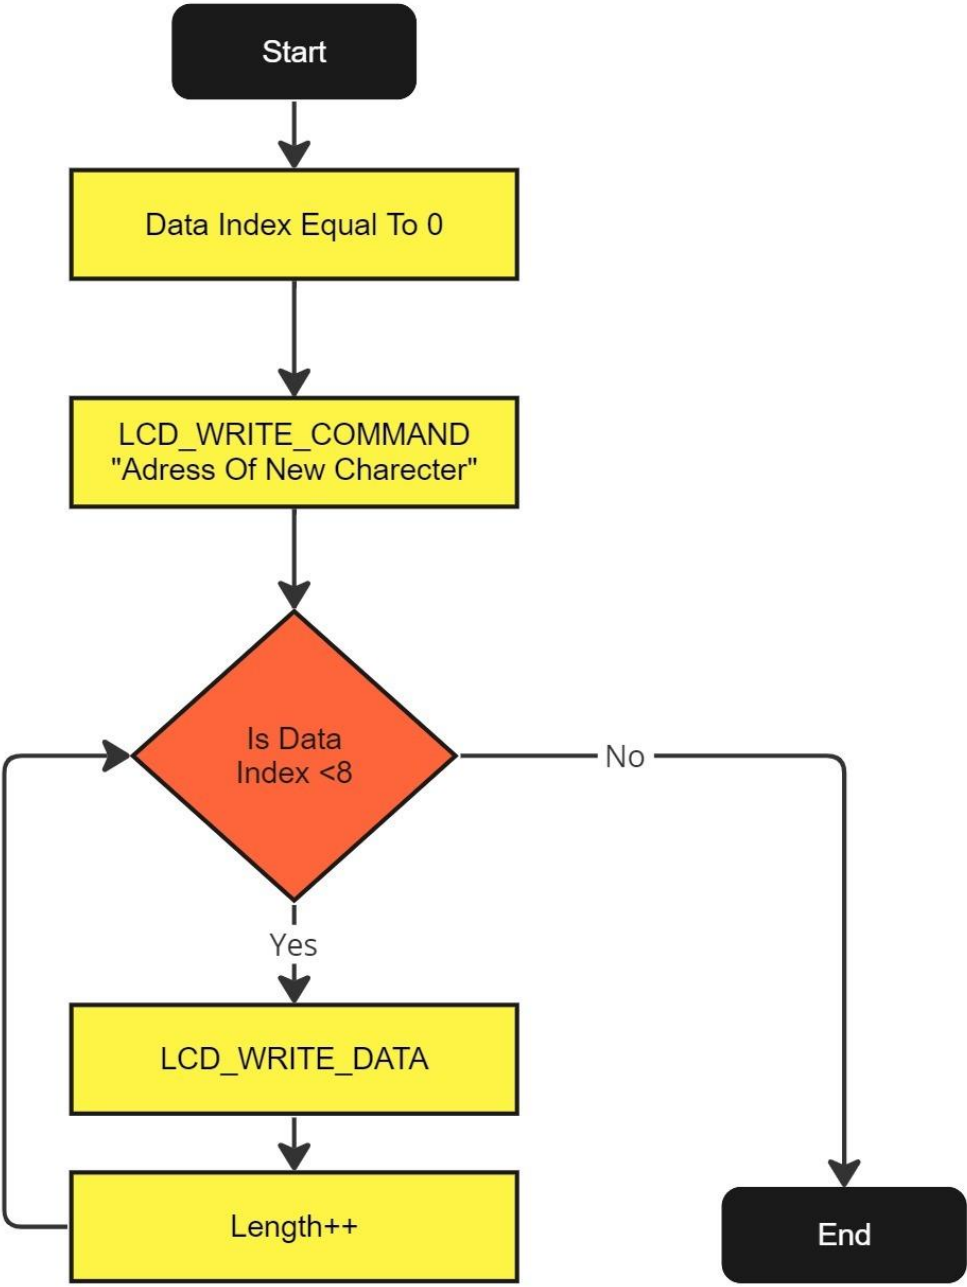 Start
Data Index Equal To 0
LCD_WRITE_COMMAND
"Adress Of New Charecter"
Is Data
Index <8
No
Yes
LCD_WRITE_DATA
Length++
End